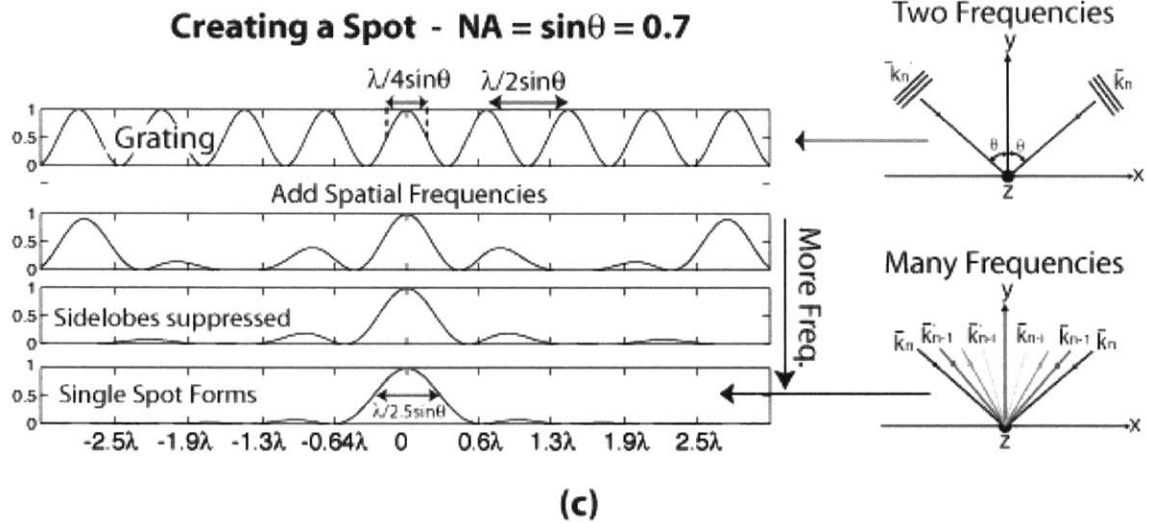 Creating a Spot - NA = sinθ = 0.7
Two Frequencies
y
k̄n
k̄n
θ
θ
x
z
λ/4sinθ
λ/2sinθ
1
0.5
0
Grating
Add Spatial Frequencies
1
0.5
0
1
0.5
0
Sidelobes suppressed
1
0.5
0
Single Spot Forms
λ/2.5sinθ
-2.5λ -1.9λ -1.3λ -0.64λ 0 0.6λ 1.3λ 1.9λ 2.5λ
More Freq.
Many Frequencies
y
k̄n k̄n-1 k̄n-i k̄n-i k̄n-1 k̄n
x
z
(c)